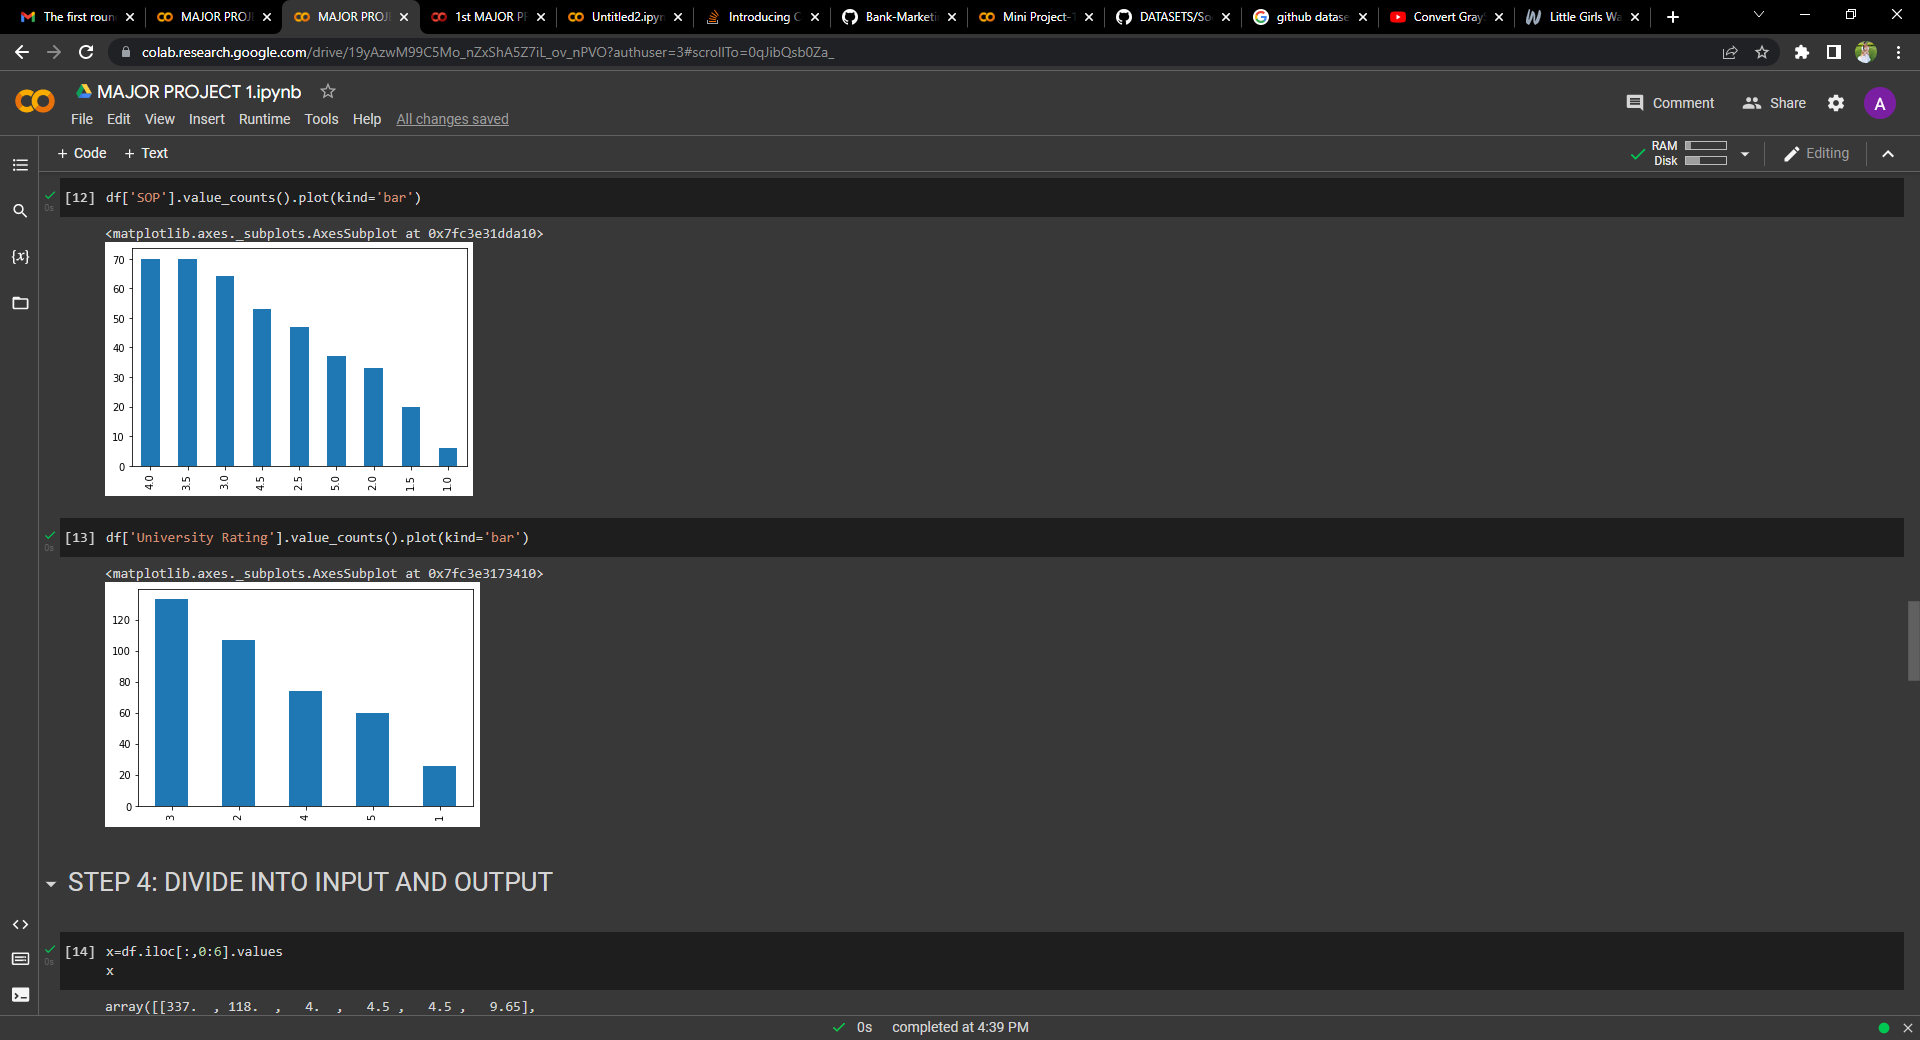 The first roun
MAJOR PROJ
MAJOR PROJ
1st MAJOR P
Untitled2.ipyn
Introducing C
Bank-Marketi
Mini Project-
DATASETS/So
github datase
Convert Gray
Little Girls Wa
colab.research.google.com/drive/19yAzwM99C5Mo_nZxShA5Z7iL_ov_nPVO?authuser=3#scrollTo=0qJibQsb0Za_
MAJOR PROJECT 1.ipynb
Comment Share A
File Edit View Insert Runtime Tools Help All changes saved
+ Code + Text
RAM
Disk
Editing
[12] df['SOP'].value_counts().plot(kind='bar')
0s
<matplotlib.axes._subplots.AxesSubplot at 0x7fc3e31dda10>
70
60
50
40
30
20
10
0
4.0 3.5 3.0 4.5 2.5 5.0 2.0 1.5 1.0
[13] df['University Rating'].value_counts().plot(kind='bar')
0s
<matplotlib.axes._subplots.AxesSubplot at 0x7fc3e3173410>
120
100
80
60
40
20
0
3 2 4 5 1
STEP 4: DIVIDE INTO INPUT AND OUTPUT
[14] x=df.iloc[:,0:6].values
0s
x
array([[337. , 118. , 4. , 4.5 , 4.5 , 9.65],
0s completed at 4:39 PM